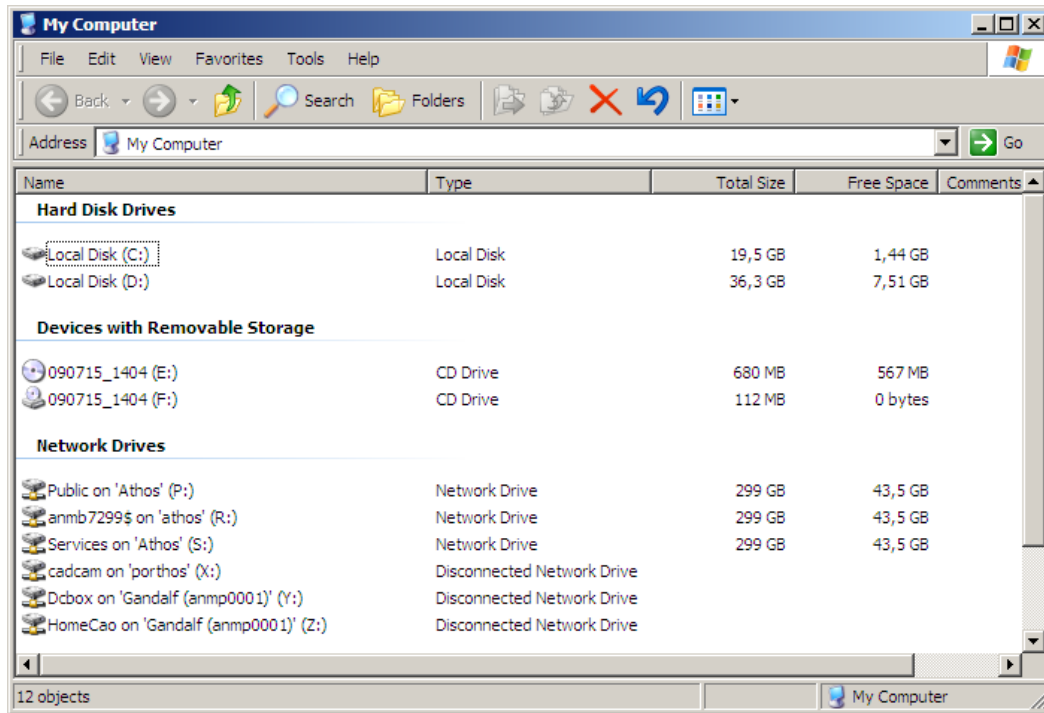 My Computer
File Edit View Favorites Tools Help
Back Search Folders
Address My Computer Go
Name Type Total Size Free Space Comments
Hard Disk Drives
Local Disk (C:) Local Disk 19,5 GB 1,44 GB
Local Disk (D:) Local Disk 36,3 GB 7,51 GB
Devices with Removable Storage
090715_1404 (E:) CD Drive 680 MB 567 MB
090715_1404 (F:) CD Drive 112 MB 0 bytes
Network Drives
Public on 'Athos' (P:) Network Drive 299 GB 43,5 GB
anmb7299$ on 'athos' (R:) Network Drive 299 GB 43,5 GB
Services on 'Athos' (S:) Network Drive 299 GB 43,5 GB
cadcam on 'porthos' (X:) Disconnected Network Drive
Dcbox on 'Gandalf (anmp0001)' (Y:) Disconnected Network Drive
HomeCao on 'Gandalf (anmp0001)' (Z:) Disconnected Network Drive
12 objects My Computer